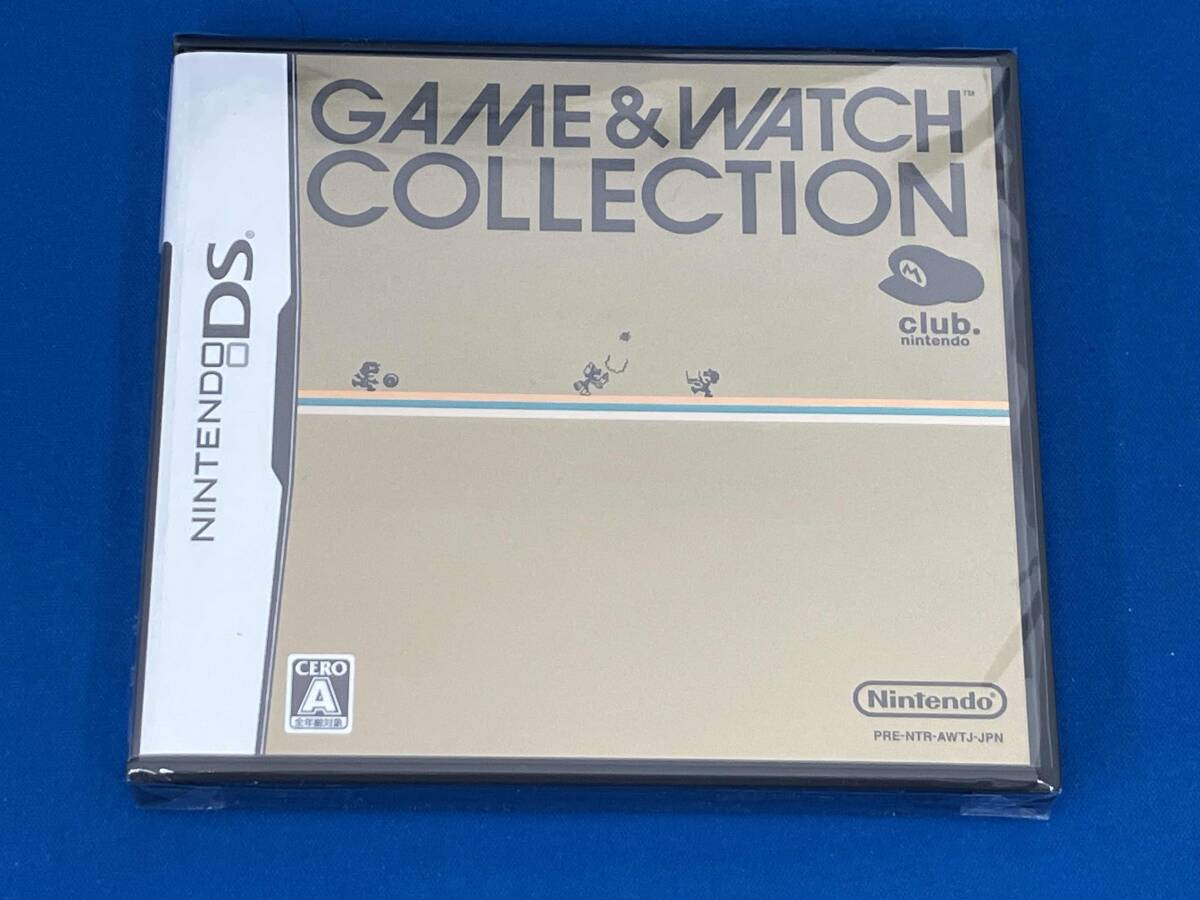 GAME & WATCH™
COLLECTION
M
club.
nintendo
NINTENDO DS®
CERO
A
全年齢対象
Nintendo®
PRE-NTR-AWTJ-JPN